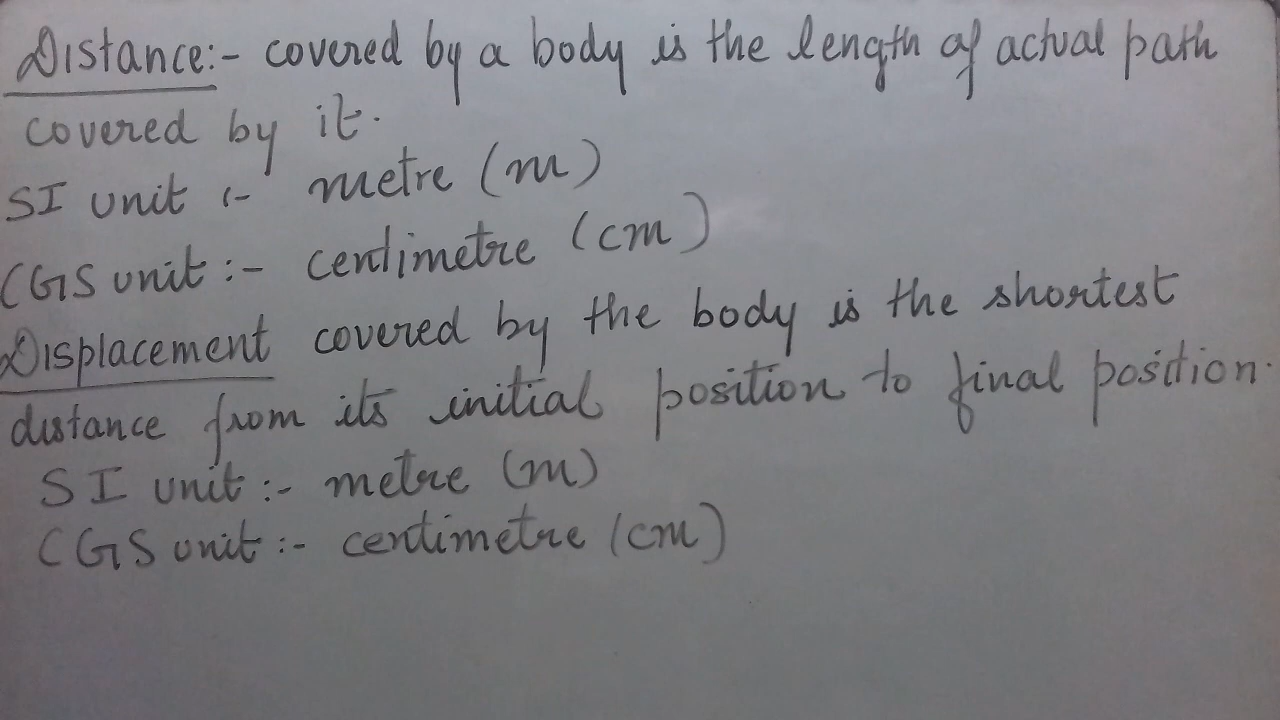 Distance:- covered by a body is the length of actual path
covered by it.
SI unit :- metre (m)
CGS unit :- centimetre (cm)
Displacement covered by the body is the shortest
distance from its initial position to final position.
SI unit :- metre (m)
CGS unit :- centimetre (cm)